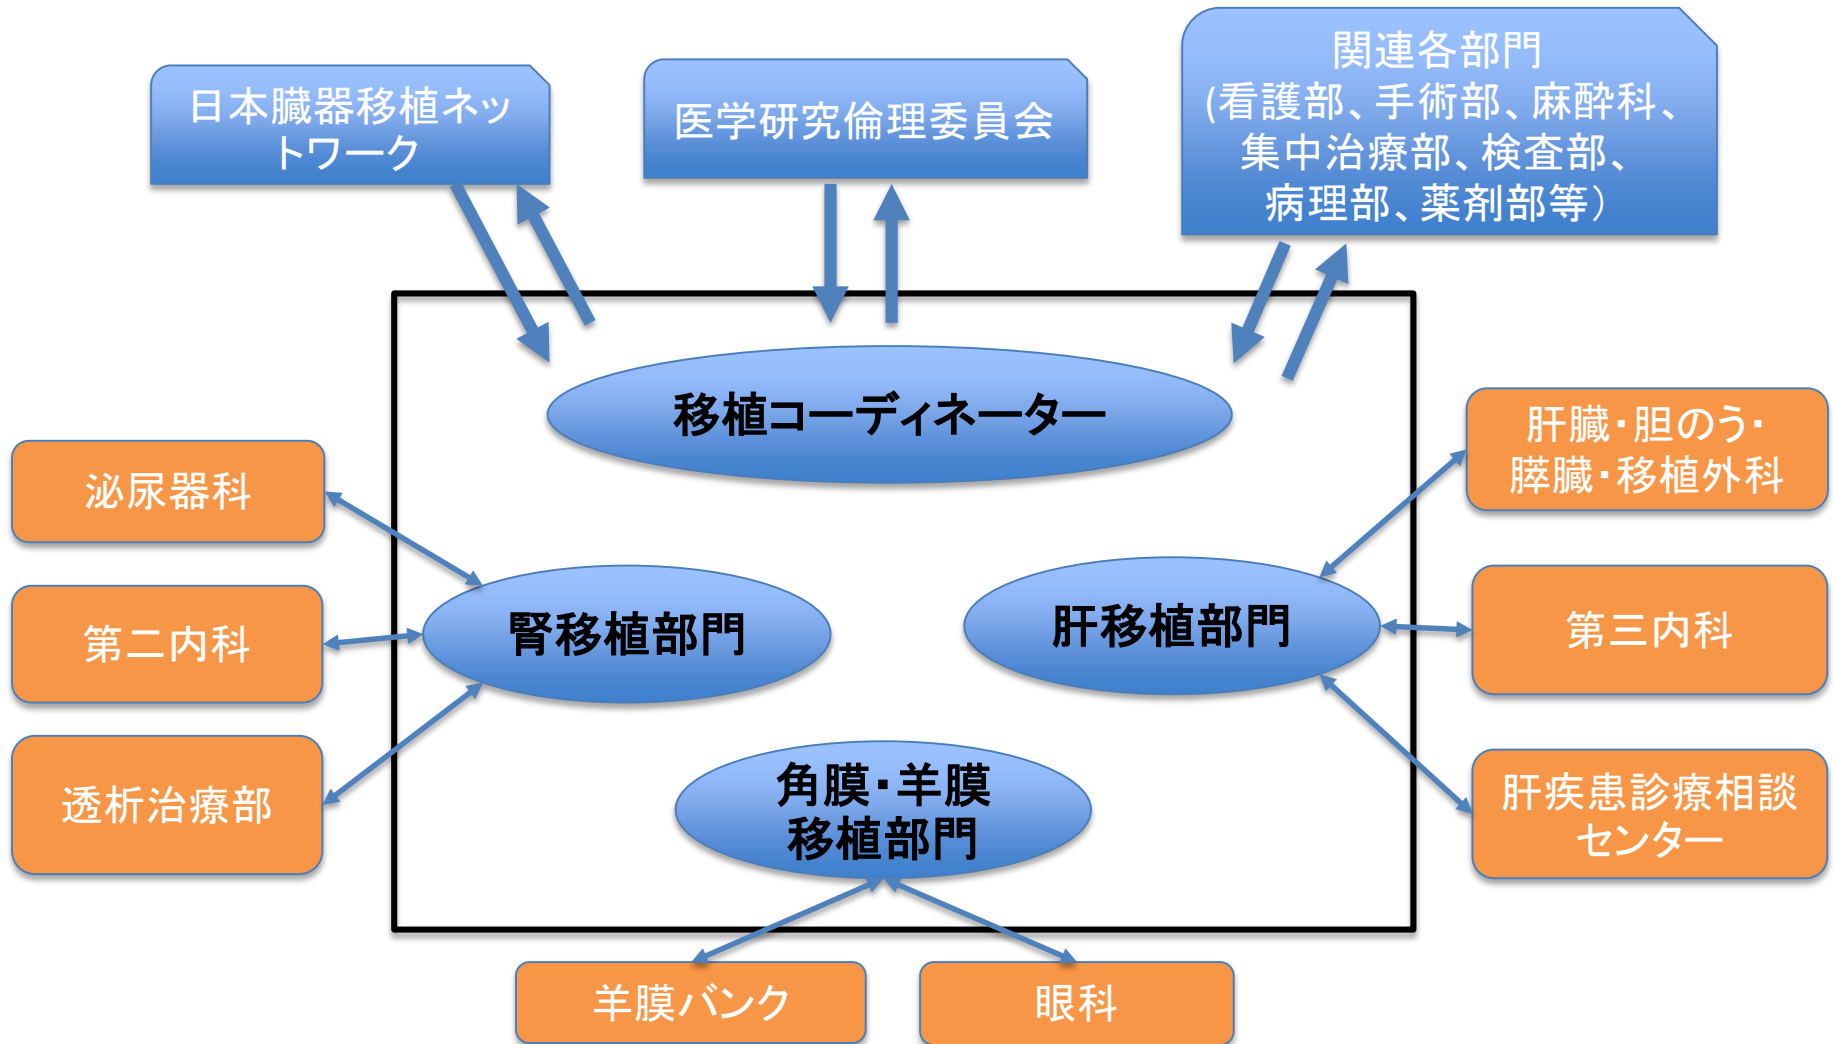 日本臓器移植ネッ
トワーク
医学研究倫理委員会
関連各部門
(看護部、手術部、麻酔科、
集中治療部、検査部、
病理部、薬剤部等）
移植コーディネーター
泌尿器科
第二内科
透析治療部
腎移植部門
肝移植部門
角膜・羊膜
移植部門
肝臓・胆のう・
膵臓・移植外科
第三内科
肝疾患診療相談
センター
羊膜バンク
眼科